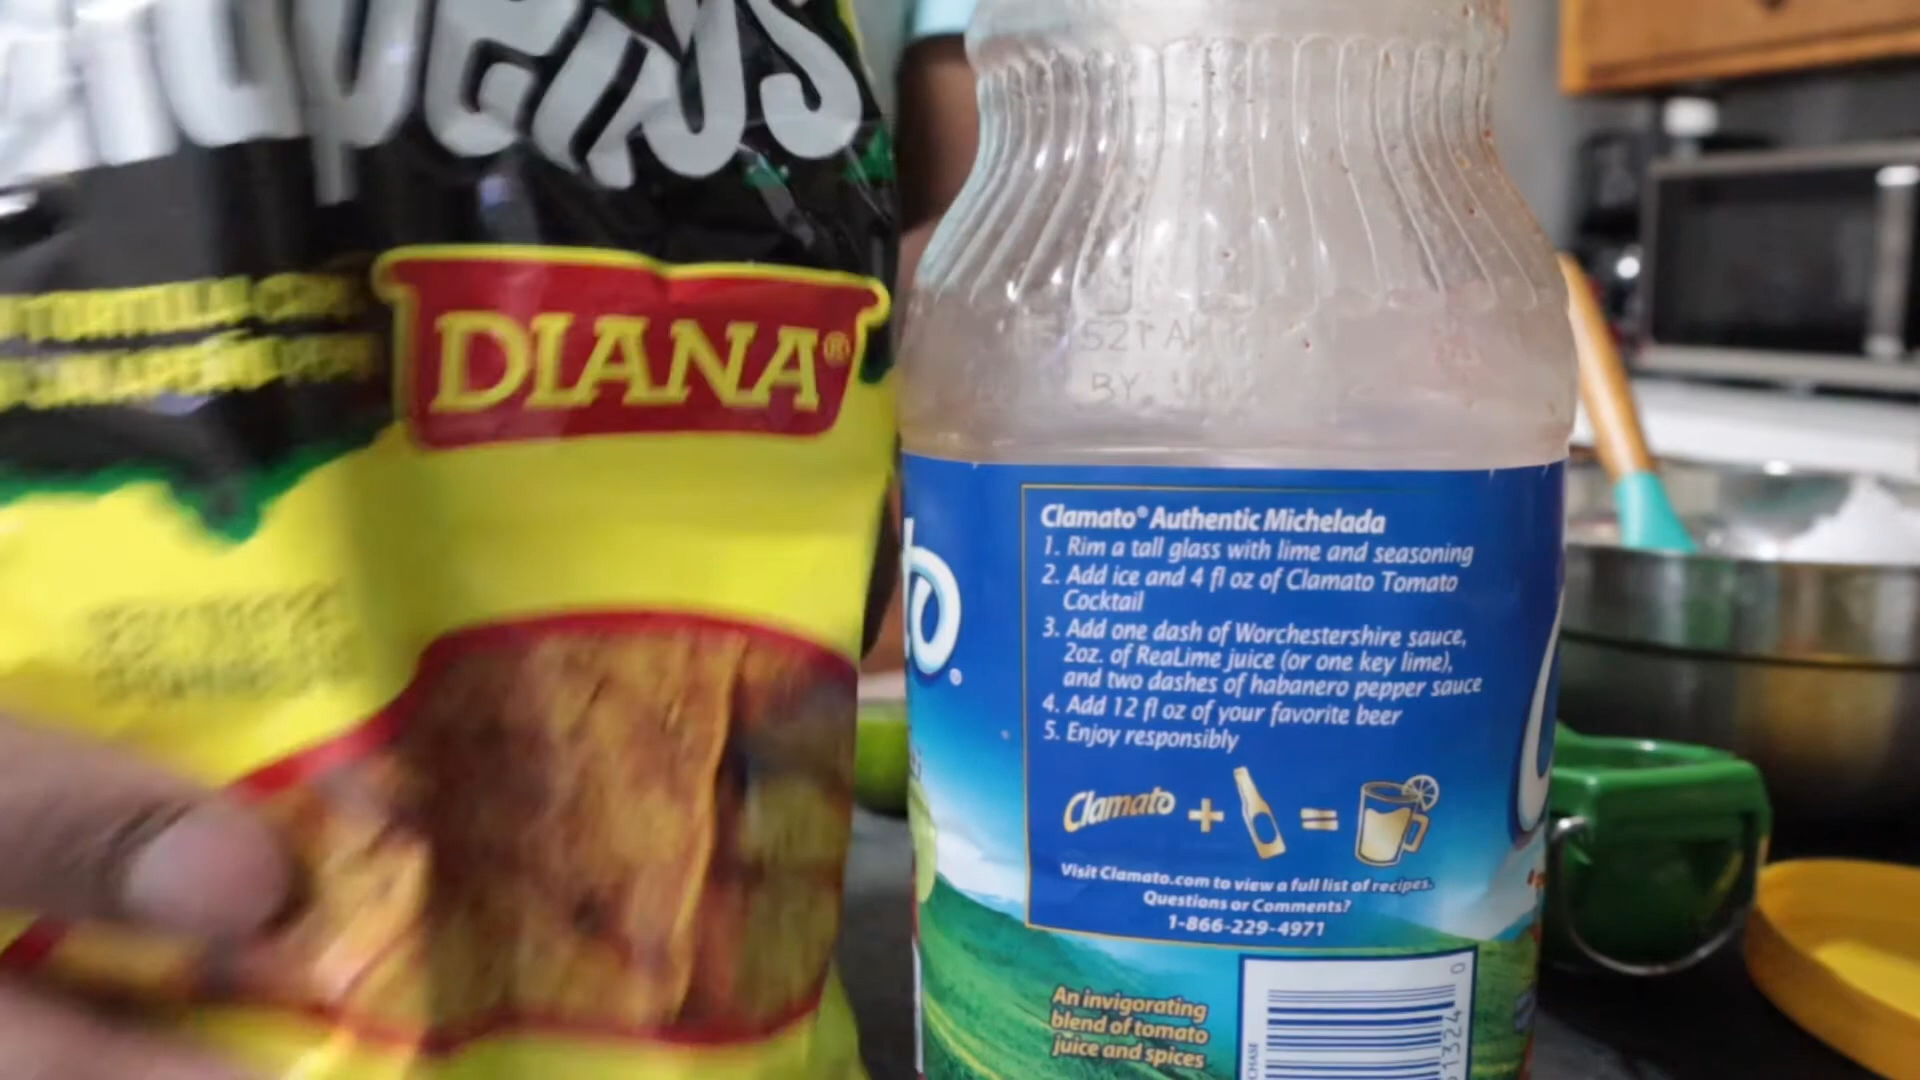 DIANA®
521 A
BY
Clamato® Authentic Michelada
1. Rim a tall glass with lime and seasoning
2. Add ice and 4 fl oz of Clamato Tomato
Cocktail
3. Add one dash of Worchestershire sauce,
2oz. of ReaLime juice (or one key lime),
and two dashes of habanero pepper sauce
4. Add 12 fl oz of your favorite beer
5. Enjoy responsibly
Clamato + =
Visit Clamato.com to view a full list of recipes.
Questions or Comments?
1-866-229-4971
An invigorating
blend of tomato
juice and spices